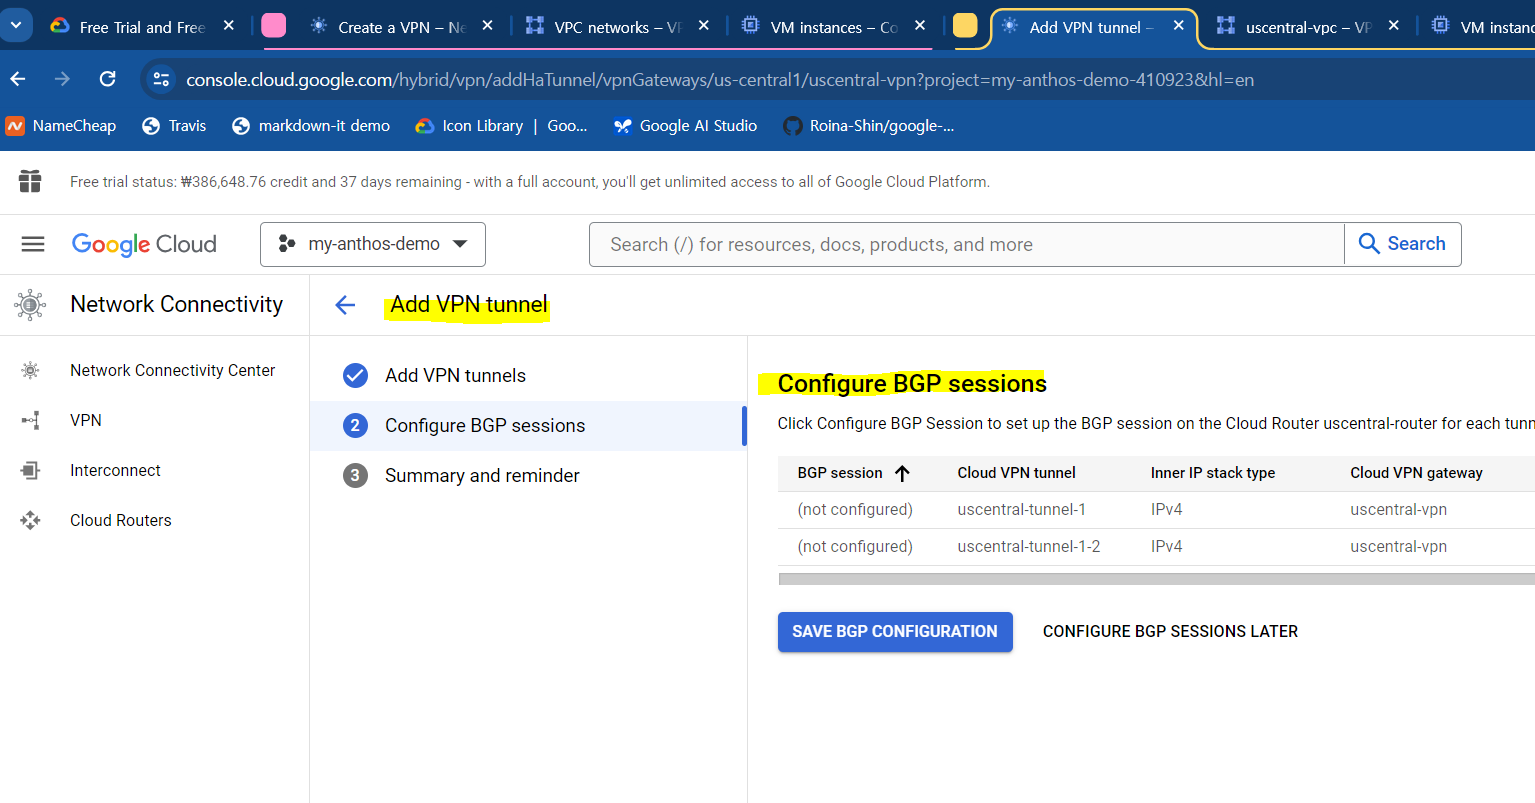 Free Trial and Free
Create a VPN – Ne
VPC networks – VP
VM instances – Co
Add VPN tunnel –
uscentral-vpc – VP
VM instanc
console.cloud.google.com/hybrid/vpn/addHaTunnel/vpnGateways/us-central1/uscentral-vpn?project=my-anthos-demo-410923&hl=en
NameCheap
Travis
markdown-it demo
Icon Library | Goo...
Google AI Studio
Roina-Shin/google-...
Free trial status: ₩386,648.76 credit and 37 days remaining - with a full account, you'll get unlimited access to all of Google Cloud Platform.
Google Cloud
my-anthos-demo
Search (/) for resources, docs, products, and more
Search
Network Connectivity
Add VPN tunnel
Network Connectivity Center
VPN
Interconnect
Cloud Routers
Add VPN tunnels
2 Configure BGP sessions
3 Summary and reminder
Configure BGP sessions
Click Configure BGP Session to set up the BGP session on the Cloud Router uscentral-router for each tunn
BGP session Cloud VPN tunnel Inner IP stack type Cloud VPN gateway
(not configured) uscentral-tunnel-1 IPv4 uscentral-vpn
(not configured) uscentral-tunnel-1-2 IPv4 uscentral-vpn
SAVE BGP CONFIGURATION
CONFIGURE BGP SESSIONS LATER